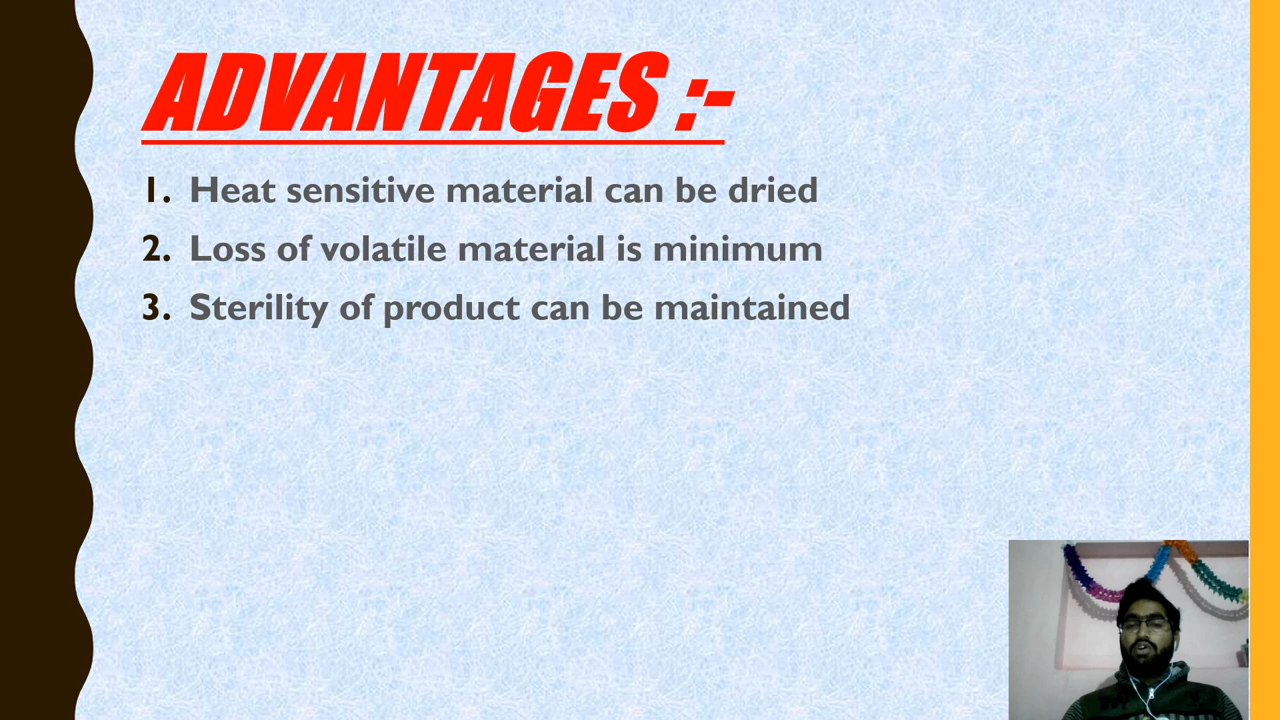 ADVANTAGES :-
1. Heat sensitive material can be dried
2. Loss of volatile material is minimum
3. Sterility of product can be maintained